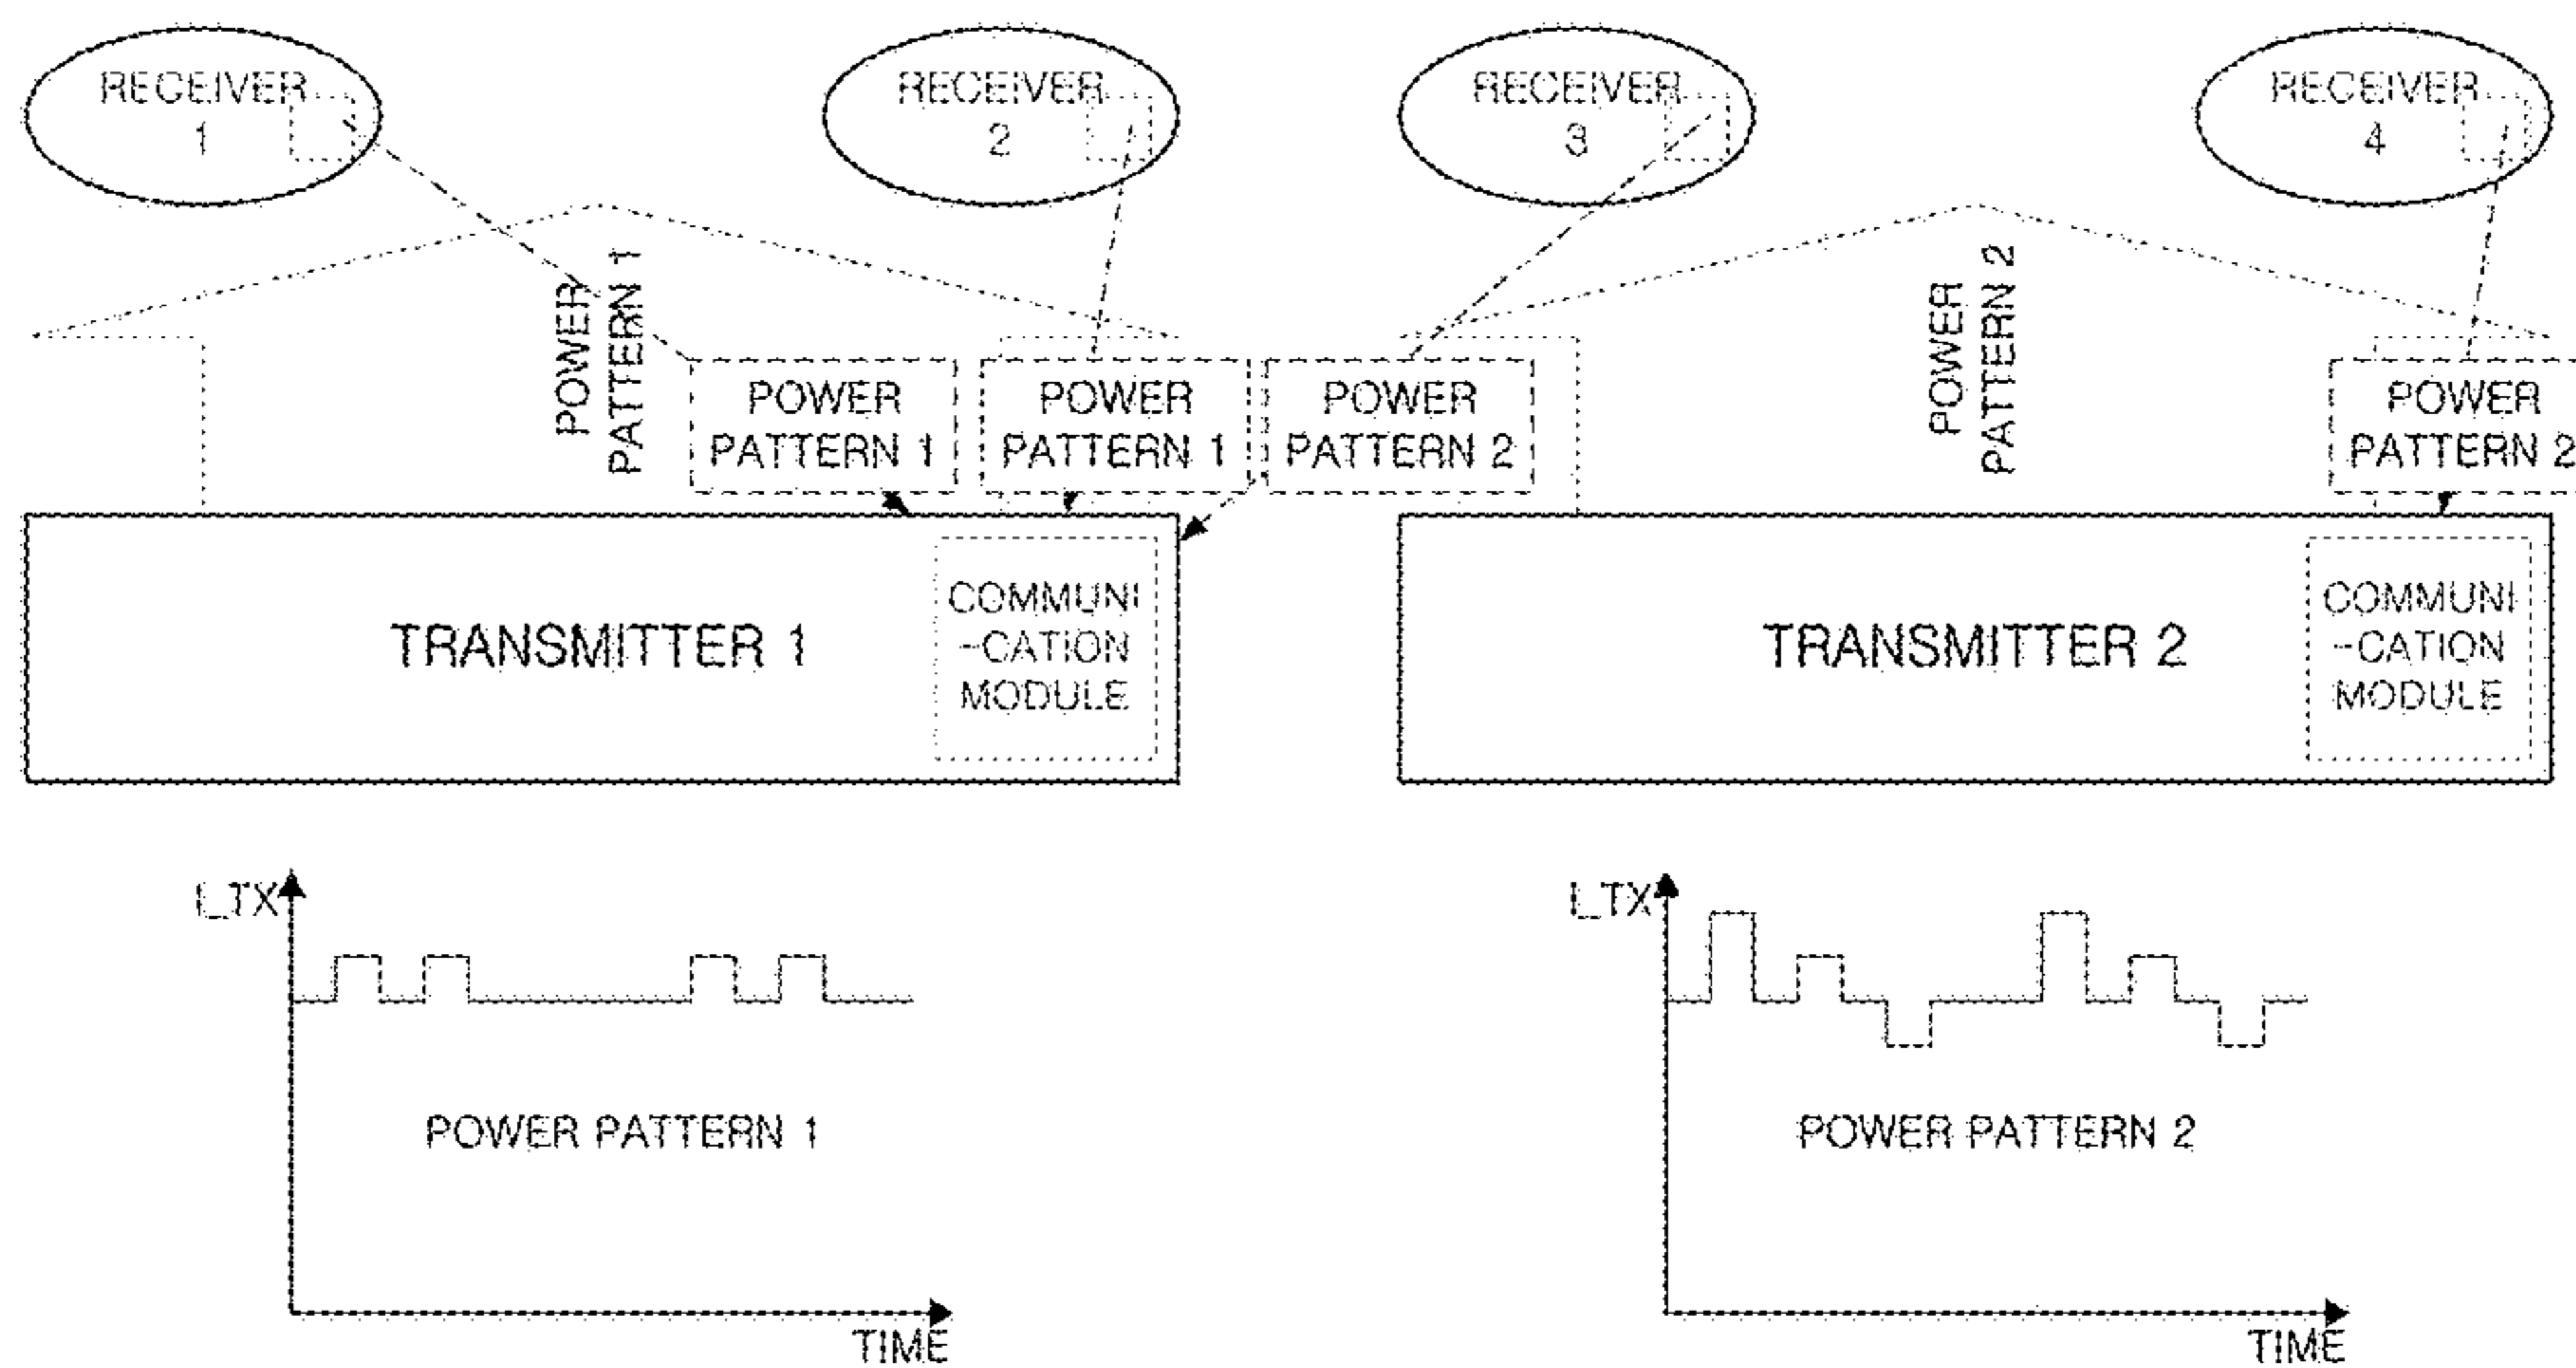 RECEIVER
1
RECEIVER
2
RECEIVER
3
RECEIVER
4
POWER
PATTERN 1
POWER
PATTERN 1
POWER
PATTERN 1
POWER
PATTERN 2
POWER
PATTERN 2
POWER
PATTERN 2
TRANSMITTER 1
COMMUNI
-CATION
MODULE
TRANSMITTER 2
COMMUNI
-CATION
MODULE
I_TX
POWER PATTERN 1
TIME
I_TX
POWER PATTERN 2
TIME